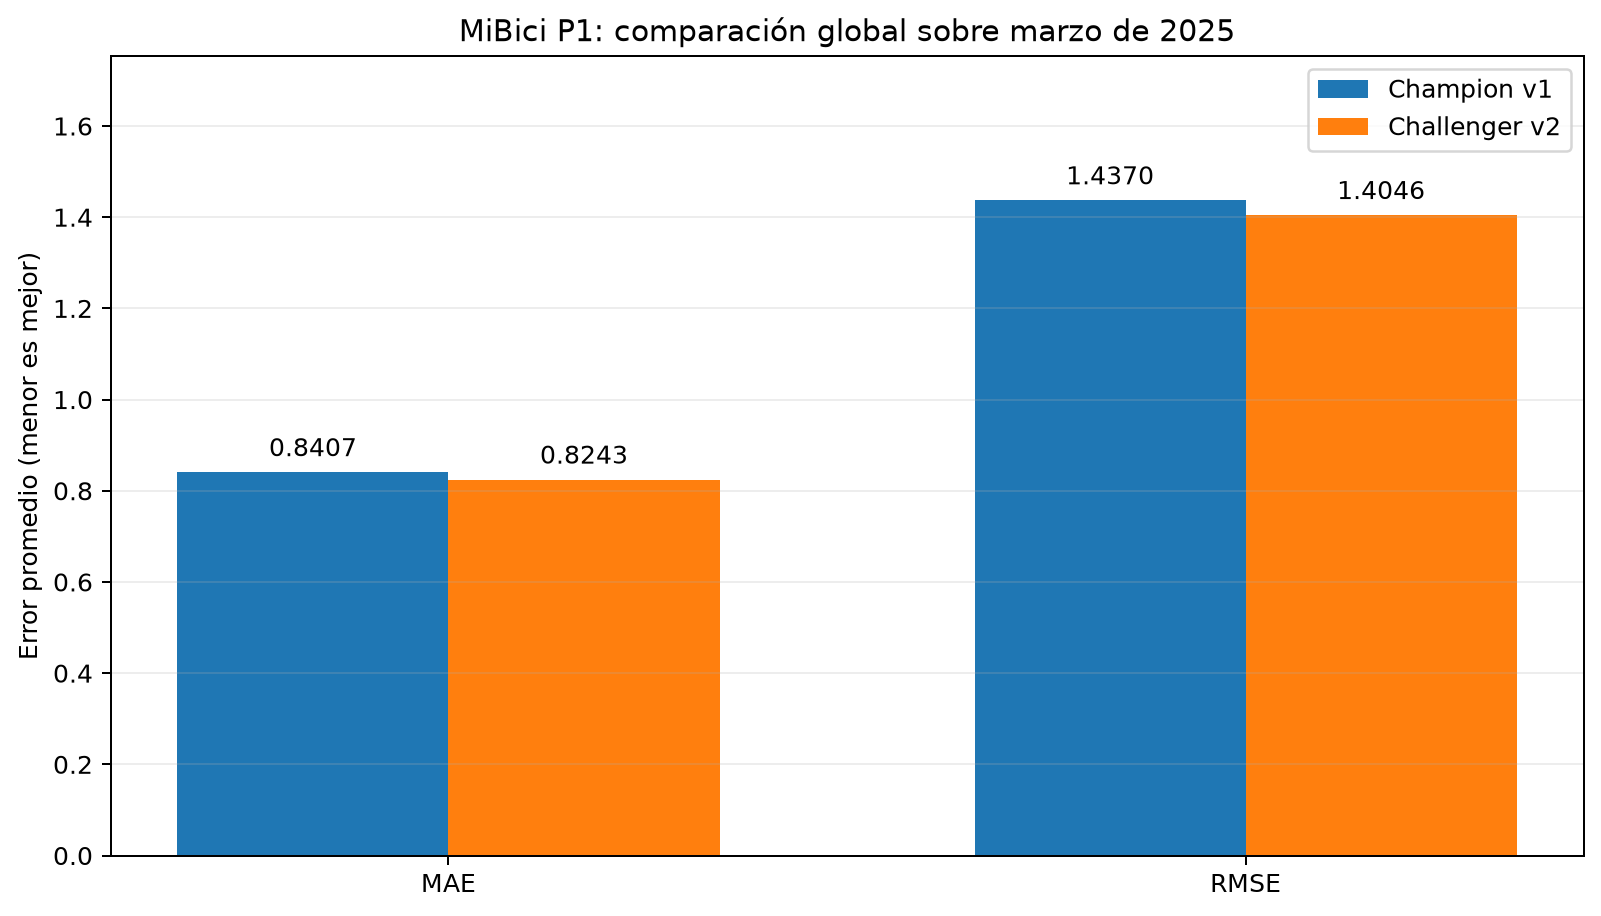 MiBici P1: comparación global sobre marzo de 2025
Champion v1
Challenger v2
Error promedio (menor es mejor)
1.6
1.4
1.2
1.0
0.8
0.6
0.4
0.2
0.0
0.8407
0.8243
1.4370
1.4046
MAE
RMSE